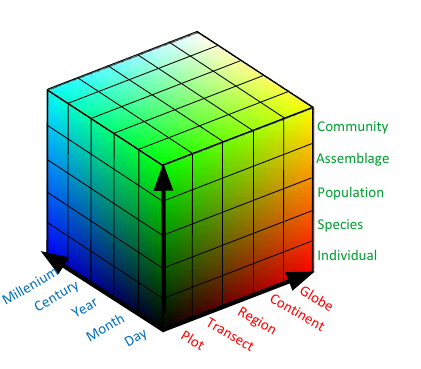 Community
Assemblage
Population
Species
Individual
Millenium
Century
Year
Month
Day
Plot
Transect
Region
Continent
Globe